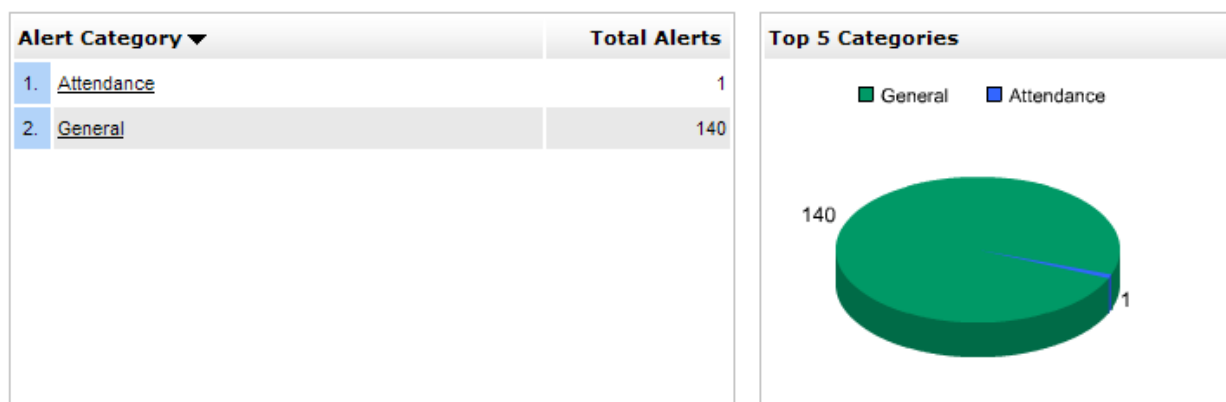 Alert Category Total Alerts
1. Attendance 1
2. General 140
Top 5 Categories
General Attendance
140
1